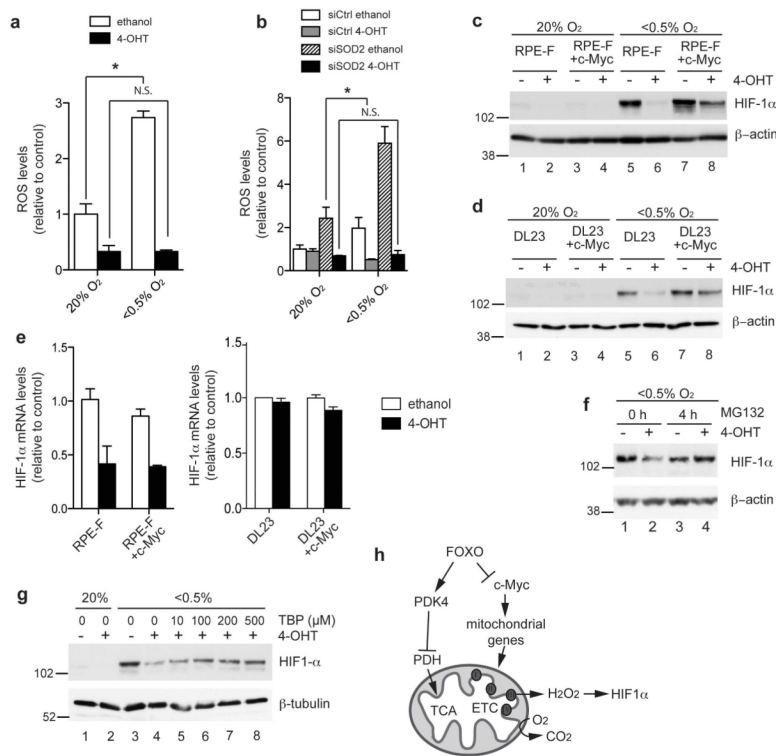 a
ethanol
4-OHT
*
N.S.
ROS levels
(relative to control)
3
2
1
0
20% O2
<0.5% O2
b
siCtrl ethanol
siCtrl 4-OHT
siSOD2 ethanol
siSOD2 4-OHT
*
N.S.
ROS levels
(relative to control)
8
6
4
2
0
20% O2
<0.5% O2
c
20% O2 <0.5% O2
RPE-F RPE-F +c-Myc RPE-F RPE-F +c-Myc
- + - + - + - + 4-OHT
102 HIF-1α
38 β-actin
1 2 3 4 5 6 7 8
d
20% O2 <0.5% O2
DL23 DL23 +c-Myc DL23 DL23 +c-Myc
- + - + - + - + 4-OHT
102 HIF-1α
38 β-actin
1 2 3 4 5 6 7 8
e
HIF-1α mRNA levels
(relative to control)
1.5
1.0
0.5
0.0
RPE-F
RPE-F
+c-Myc
HIF-1α mRNA levels
(relative to control)
1.5
1.0
0.5
0.0
DL23
DL23
+c-Myc
ethanol
4-OHT
f
<0.5% O2
0 h 4 h MG132
- + - + 4-OHT
102 HIF-1α
38 β-actin
1 2 3 4
g
20% <0.5%
0 0 0 0 10 100 200 500 TBP (µM)
- + - + + + + + 4-OHT
102 HIF1-α
52 β-tubulin
1 2 3 4 5 6 7 8
h
FOXO
c-Myc
PDK4
mitochondrial
genes
PDH
TCA ETC
H2O2 HIF1α
O2
CO2